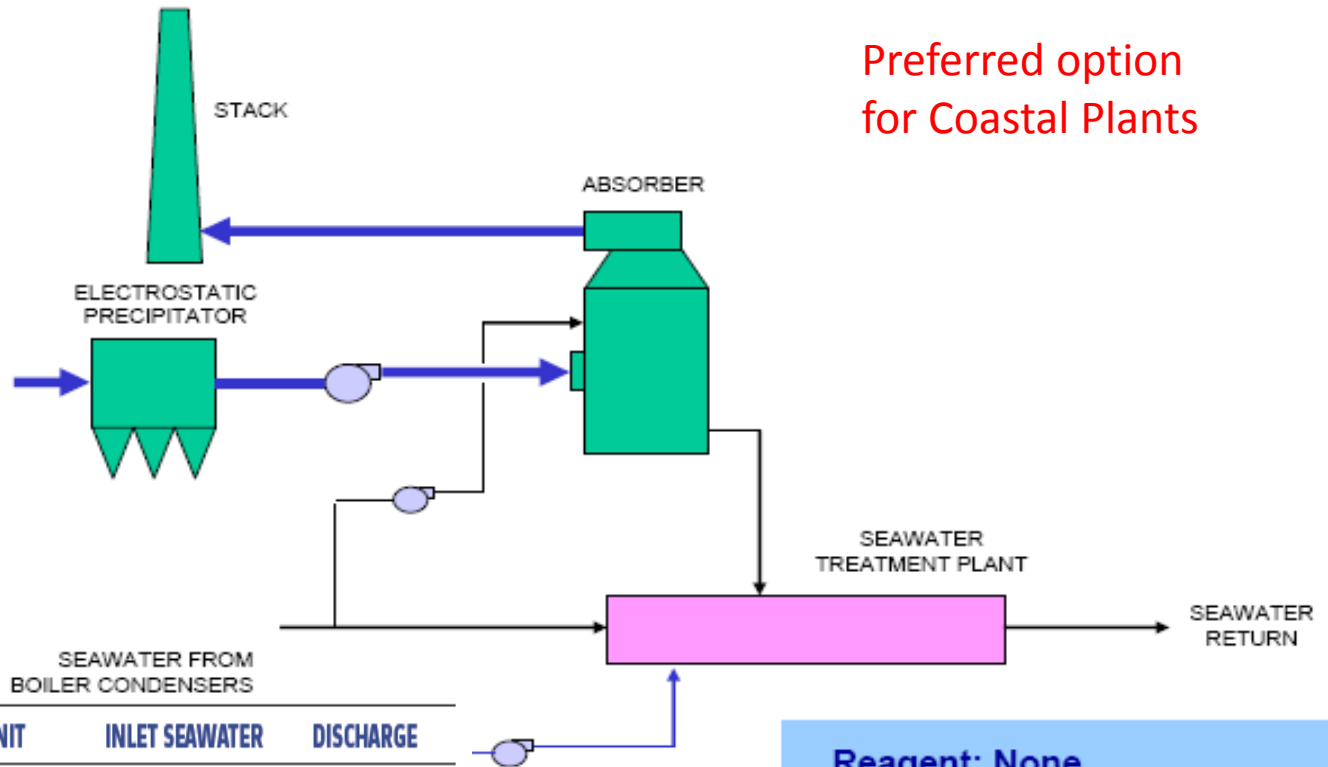 Preferred option
for Coastal Plants
STACK
ABSORBER
ELECTROSTATIC
PRECIPITATOR
SEAWATER
TREATMENT PLANT
SEAWATER
RETURN
SEAWATER FROM
BOILER CONDENSERS
INLET SEAWATER DISCHARGE
Reagent: None